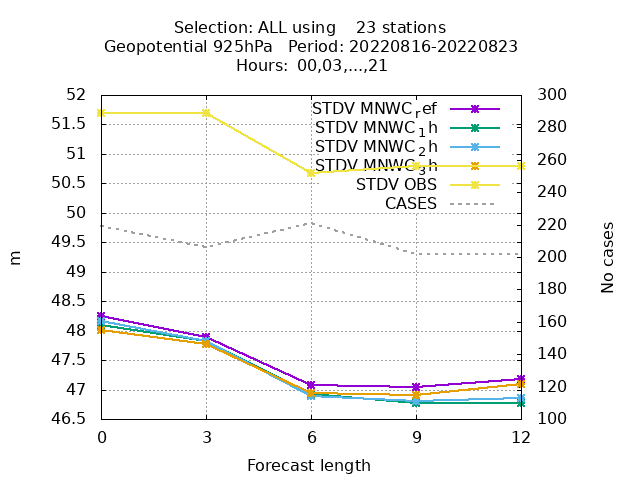 Selection: ALL using    23 stations
Geopotential 925hPa   Period: 20220816-20220823
Hours: 00,03,...,21
STDV MNWC_ref
STDV MNWC_1h
STDV MNWC_2h
STDV MNWC_3h
STDV OBS
CASES
52
51.5
51
50.5
50
49.5
49
48.5
48
47.5
47
46.5
m
300
280
260
240
220
200
180
160
140
120
100
No cases
0 3 6 9 12
Forecast length